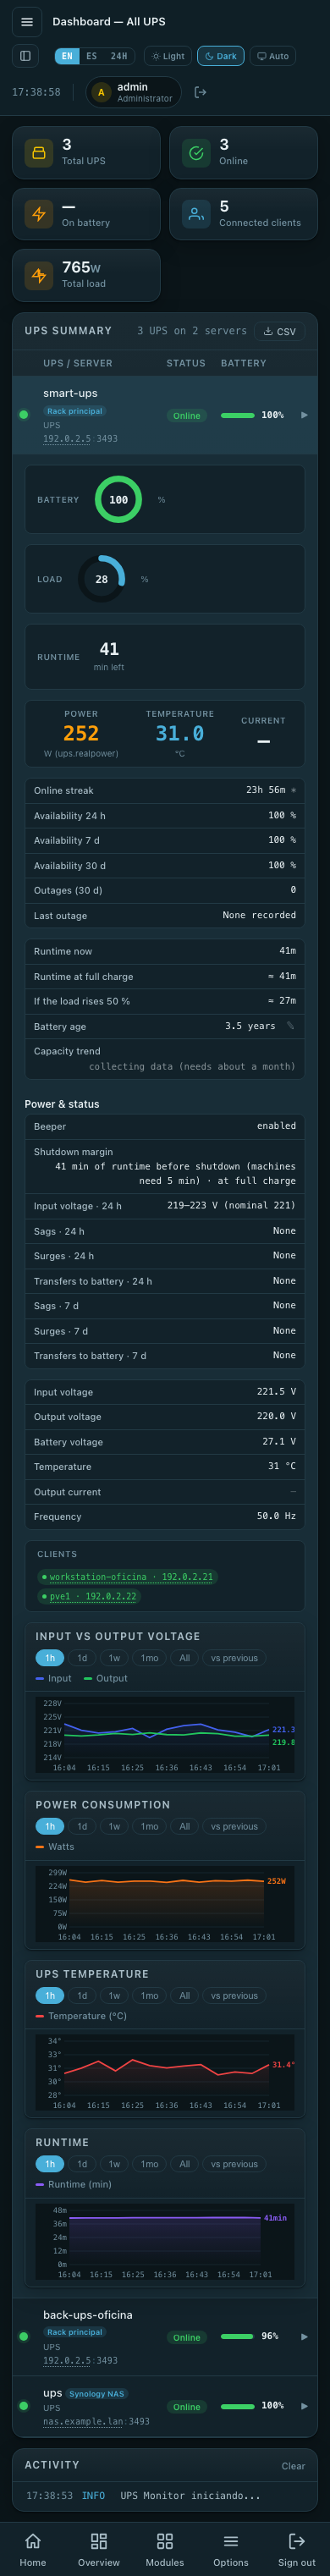 Dashboard — All UPS
EN ES 24H Light Dark Auto
17:38:58 A admin
Administrator
3
Total UPS
3
Online
—
On battery
5
Connected clients
765W
Total load
UPS SUMMARY 3 UPS on 2 servers CSV
UPS / SERVER STATUS BATTERY
smart-ups
Rack principal
UPS
192.0.2.5:3493
Online 100%
BATTERY 100 %
LOAD 28 %
RUNTIME 41
min left
POWER
252
W (ups.realpower)
TEMPERATURE
31.0
°C
CURRENT
—
Online streak 23h 56m
Availability 24 h 100 %
Availability 7 d 100 %
Availability 30 d 100 %
Outages (30 d) 0
Last outage None recorded
Runtime now 41m
Runtime at full charge ≈ 41m
If the load rises 50 % ≈ 27m
Battery age 3.5 years
Capacity trend
collecting data (needs about a month)
Power & status
Beeper enabled
Shutdown margin
41 min of runtime before shutdown (machines
need 5 min) · at full charge
Input voltage · 24 h 219–223 V (nominal 221)
Sags · 24 h None
Surges · 24 h None
Transfers to battery · 24 h None
Sags · 7 d None
Surges · 7 d None
Transfers to battery · 7 d None
Input voltage 221.5 V
Output voltage 220.0 V
Battery voltage 27.1 V
Temperature 31 °C
Output current —
Frequency 50.0 Hz
CLIENTS
workstation-oficina · 192.0.2.21
pve1 · 192.0.2.22
INPUT VS OUTPUT VOLTAGE
1h 1d 1w 1mo All vs previous
Input Output
228V
225V
221V
218V
214V
221.3
219.8
16:04 16:15 16:25 16:36 16:43 16:54 17:01
POWER CONSUMPTION
1h 1d 1w 1mo All vs previous
Watts
299W
224W
150W
75W
0W
252W
16:04 16:15 16:25 16:36 16:43 16:54 17:01
UPS TEMPERATURE
1h 1d 1w 1mo All vs previous
Temperature (°C)
34°
33°
31°
30°
28°
31.4°
16:04 16:15 16:25 16:36 16:43 16:54 17:01
RUNTIME
1h 1d 1w 1mo All vs previous
Runtime (min)
48m
36m
24m
12m
0m
41min
16:04 16:15 16:25 16:36 16:43 16:54 17:01
back-ups-oficina
Rack principal
UPS
192.0.2.5:3493
Online 96%
ups Synology NAS
UPS
nas.example.lan:3493
Online 100%
ACTIVITY Clear
17:38:53 INFO UPS Monitor iniciando...
Home Overview Modules Options Sign out